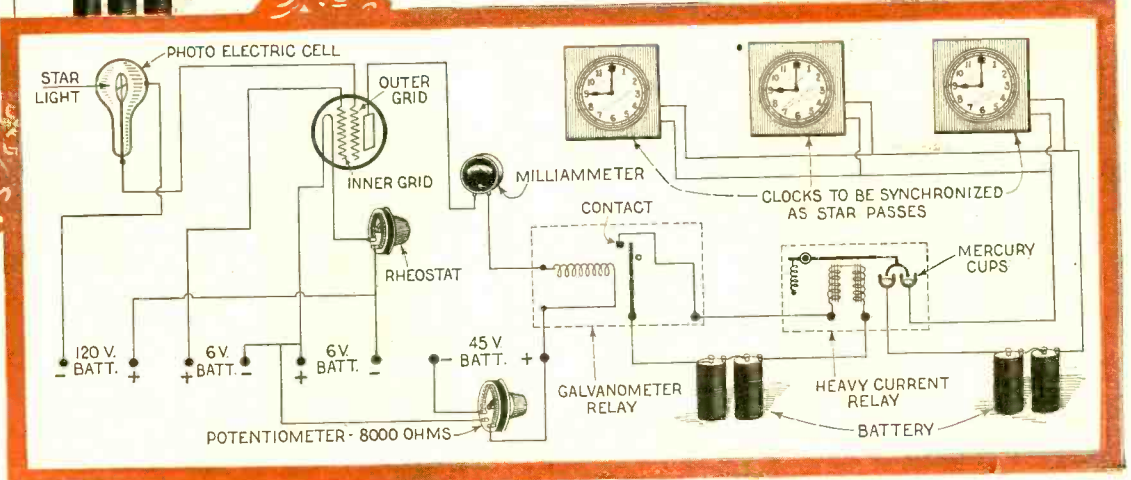 PHOTO ELECTRIC CELL
STAR
LIGHT
OUTER
GRID
INNER GRID
MILLIAMMETER
CONTACT
CLOCKS TO BE SYNCHRONIZED
AS STAR PASSES
RHEOSTAT
MERCURY
CUPS
120 V.
BATT.
- +
6 V.
BATT.
+ -
6 V.
BATT.
+ -
45 V
BATT.
- +
GALVANOMETER
RELAY
HEAVY CURRENT
RELAY
BATTERY
POTENTIOMETER - 8000 OHMS